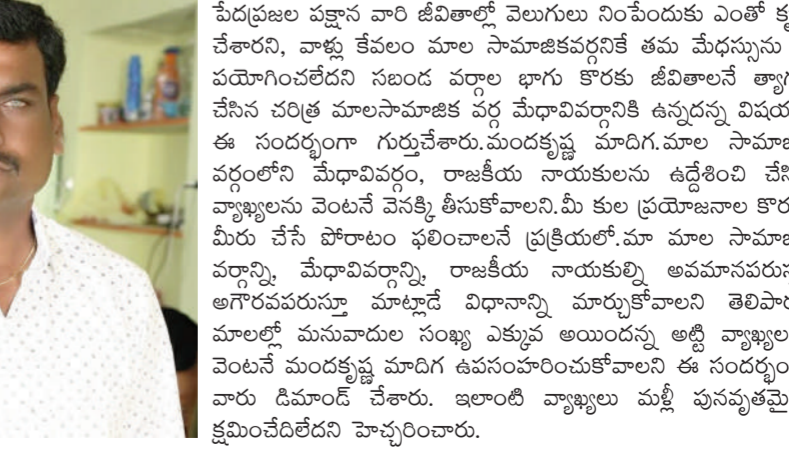 పేదప్రజల పక్షాన వారి జీవితాల్లో వెలుగులు నింపేందుకు ఎంతో
చేశారని, వాళ్లు కేవలం మాల సామాజికవర్గనికే తమ మేధస్సును
పయోగించలేదని సబండ వర్గాల భాగు కొరకు జీవితాలనే
చేసిన చరిత్ర మాలసామాజిక వర్గ మేధావివర్గానికి ఉన్నదన్న
ఈ సందర్భంగా గుర్తుచేశారు.మందకృష్ణ మాదిగ.మాల
వర్గంలోని మేధావివర్గం, రాజకీయ నాయకులను ఉద్దేశించి
వ్యాఖ్యలను వెంటనే వెనక్కి తీసుకోవాలని.మీ కుల ప్రయోజనాల
మీరు చేసే పోరాటం ఫలించాలనే ప్రక్రియలో.మా మాల
వర్గాన్ని, మేధావివర్గాన్ని, రాజకీయ నాయకుల్ని
అగౌరవపరుస్తూ మాట్లాడే విధానాన్ని మార్చుకోవాలని
మాలల్లో మనువాదుల సంఖ్య ఎక్కువ అయిందన్న అట్టి
వెంటనే మందకృష్ణ మాదిగ ఉపసంహరించుకోవాలని ఈ
వారు డిమాండ్ చేశారు. ఇలాంటి వ్యాఖ్యలు మళ్లీ
క్షమించేదిలేదని హెచ్చరించారు.